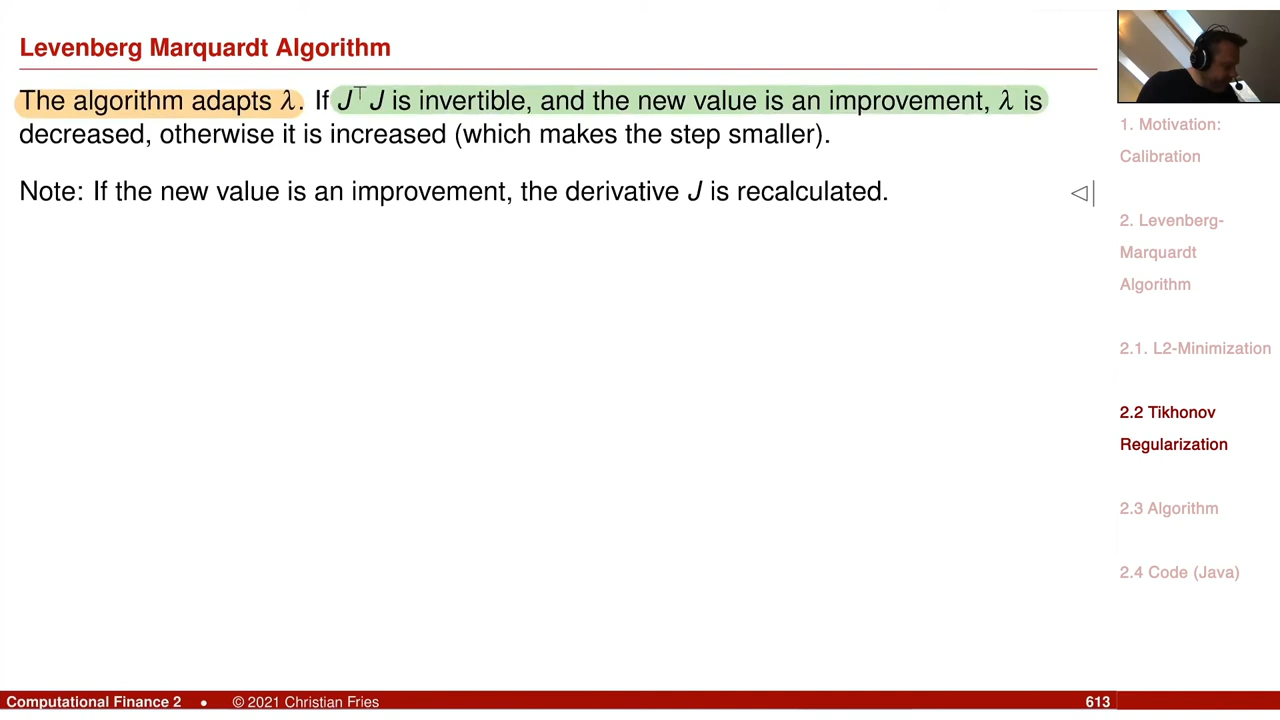 Levenberg Marquardt Algorithm
The algorithm adapts λ. If J⊤J is invertible, and the new value is an improvement, λ is
decreased, otherwise it is increased (which makes the step smaller).
Note: If the new value is an improvement, the derivative J is recalculated.
1. Motivation:
Calibration
2. Levenberg-
Marquardt
Algorithm
2.1. L2-Minimization
2.2 Tikhonov
Regularization
2.3 Algorithm
2.4 Code (Java)
Computational Finance 2 • © 2021 Christian Fries 613